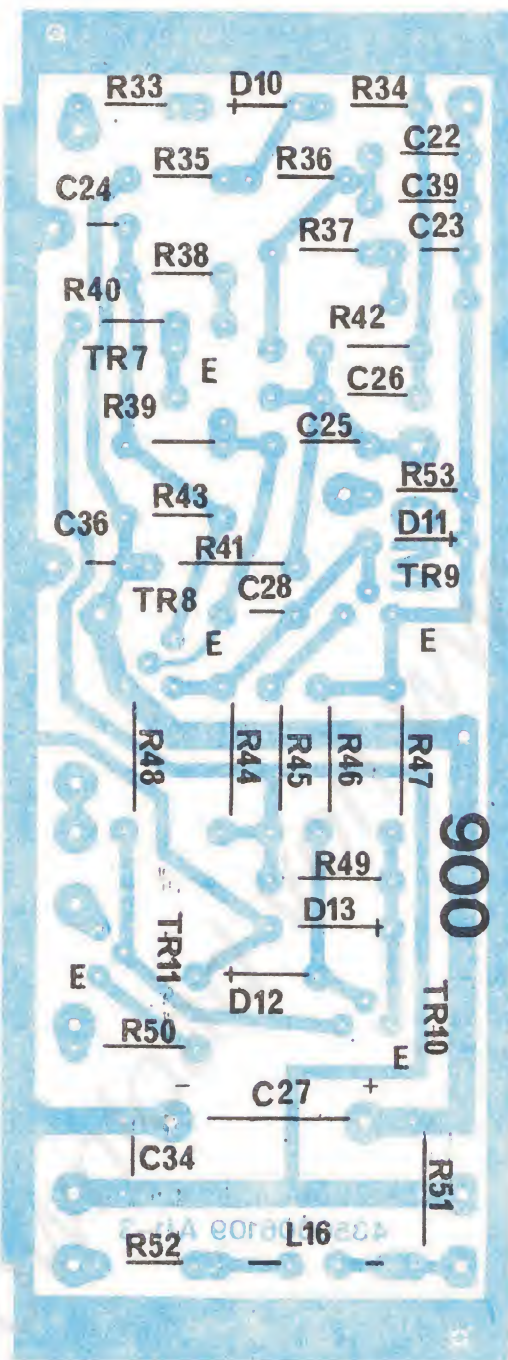 R33 D10 R34
C22
R35 R36
C39
C24
C23
R37
R38
R40
R42
TR7 E
C26
R39
C25
R53
R43
D11
C36
R41
TR9
C28
TR8
E E
R48 R44 R45 R46 R47
900
R49
D13
TR11
E
D12
TR10
R50
E
- C27 +
C34
R51
L16
R52